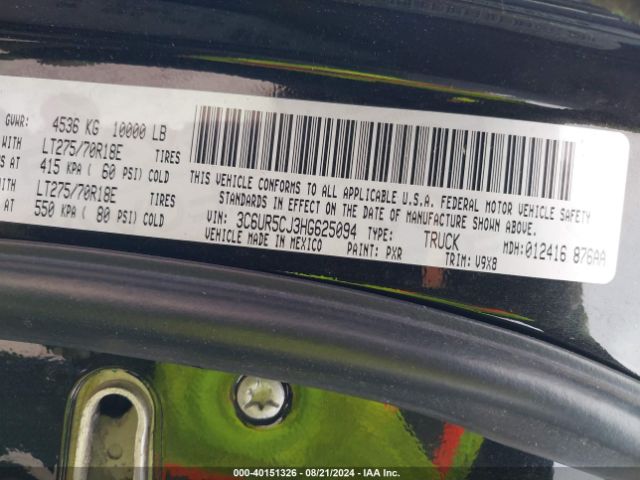 GVWR: 4536 KG 10000 LB
WITH LT275/70R18E TIRES
AT 415 KPA ( 60 PSI) COLD
WITH LT275/70R18E TIRES
AT 550 KPA ( 80 PSI) COLD
THIS VEHICLE CONFORMS TO ALL APPLICABLE U.S.A. FEDERAL MOTOR VEHICLE SAFETY
STANDARDS IN EFFECT ON THE DATE OF MANUFACTURE SHOWN ABOVE.
VIN: 3C6UR5CJ3HG625094 TYPE: TRUCK MDH:012416 876AA
VEHICLE MADE IN MEXICO PAINT: PXR TRIM: V9X8
000-40151326 - 08/21/2024 - IAA Inc.